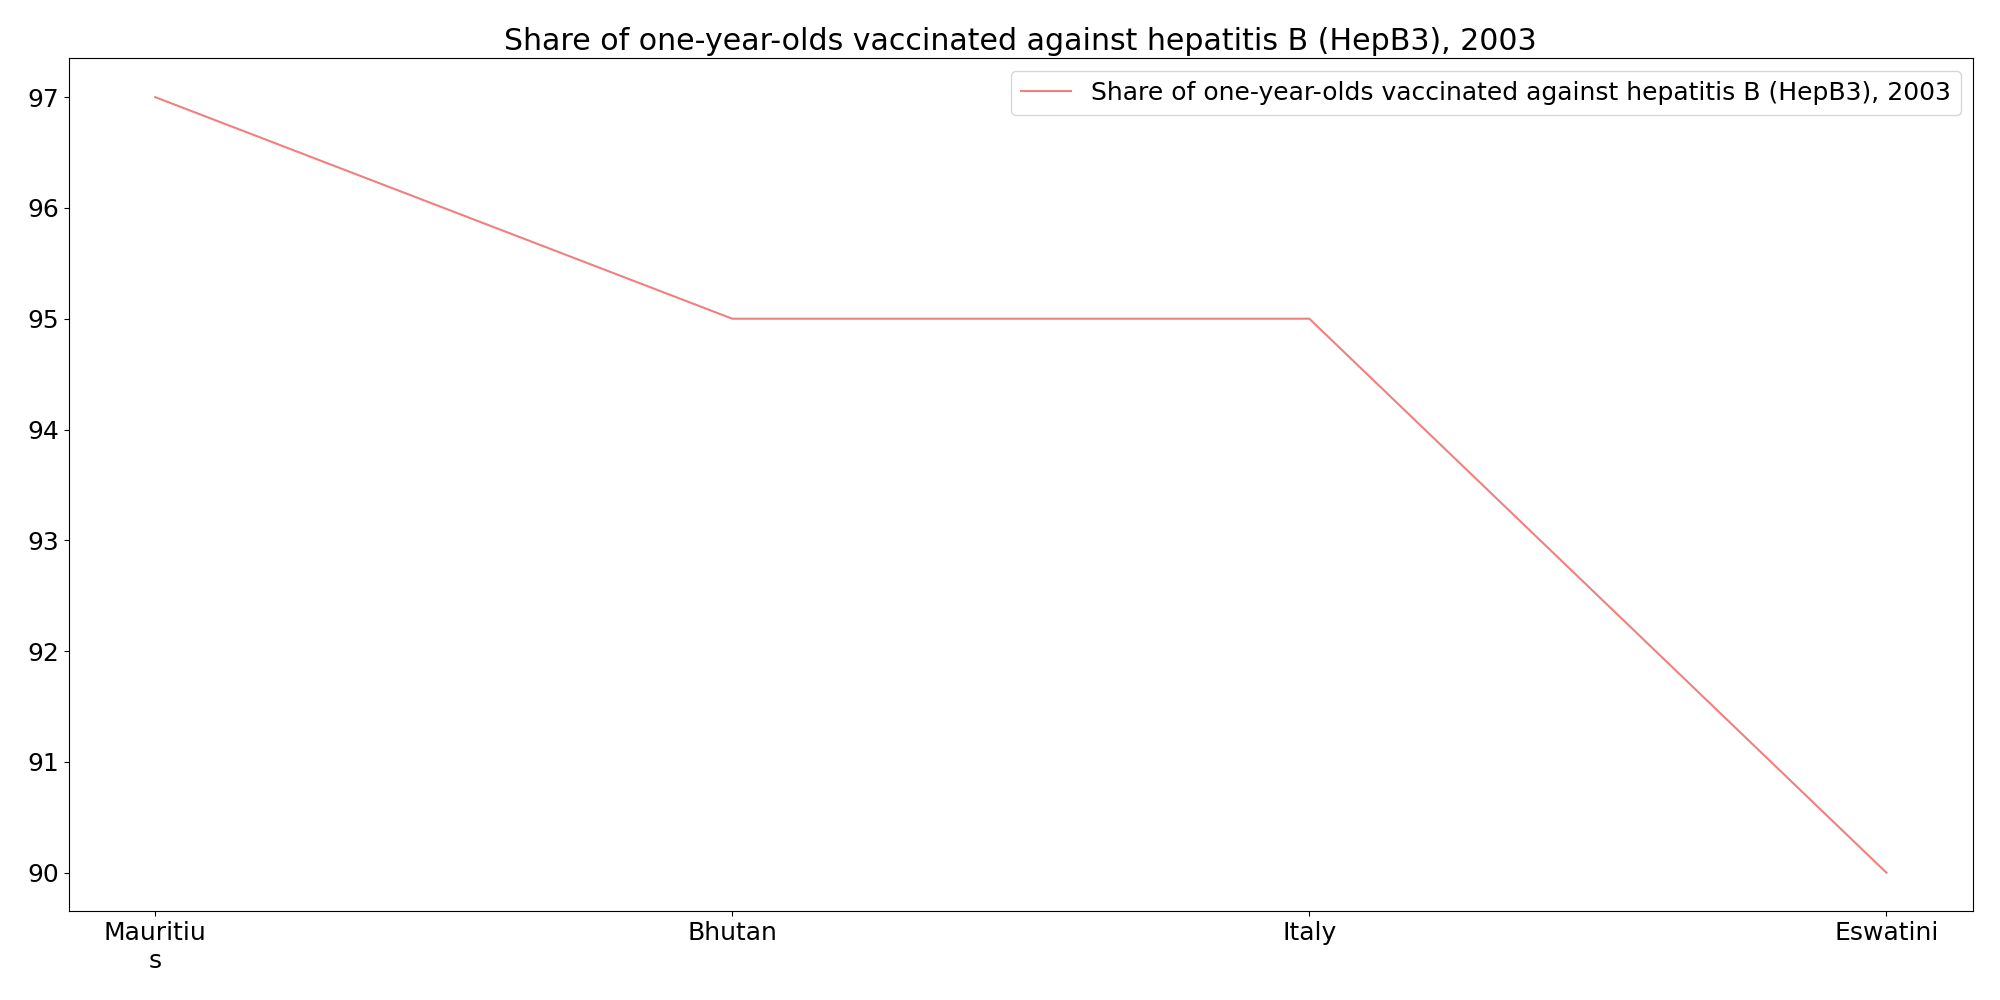 Share of one-year-olds vaccinated against hepatitis B (HepB3), 2003
Share of one-year-olds vaccinated against hepatitis B (HepB3), 2003
97
96
95
94
93
92
91
90
Mauritiu
s
Bhutan
Italy
Eswatini